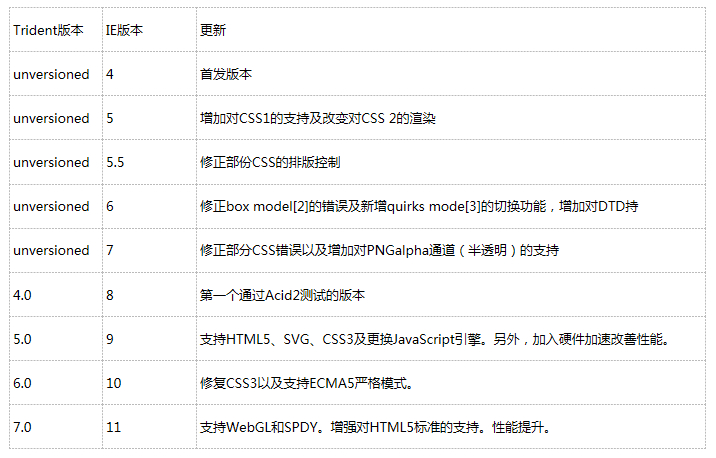 Trident版本 IE版本 更新
unversioned 4 首发版本
unversioned 5 增加对CSS1的支持及改变对CSS 2的渲染
unversioned 5.5 修正部份CSS的排版控制
unversioned 6 修正box model[2]的错误及新增quirks mode[3]的切换功能，增加对DTD持
unversioned 7 修正部分CSS错误以及增加对PNGalpha通道（半透明）的支持
4.0 8 第一个通过Acid2测试的版本
5.0 9 支持HTML5、SVG、CSS3及更换JavaScript引擎。另外，加入硬件加速改善性能。
6.0 10 修复CSS3以及支持ECMA5严格模式。
7.0 11 支持WebGL和SPDY。增强对HTML5标准的支持。性能提升。